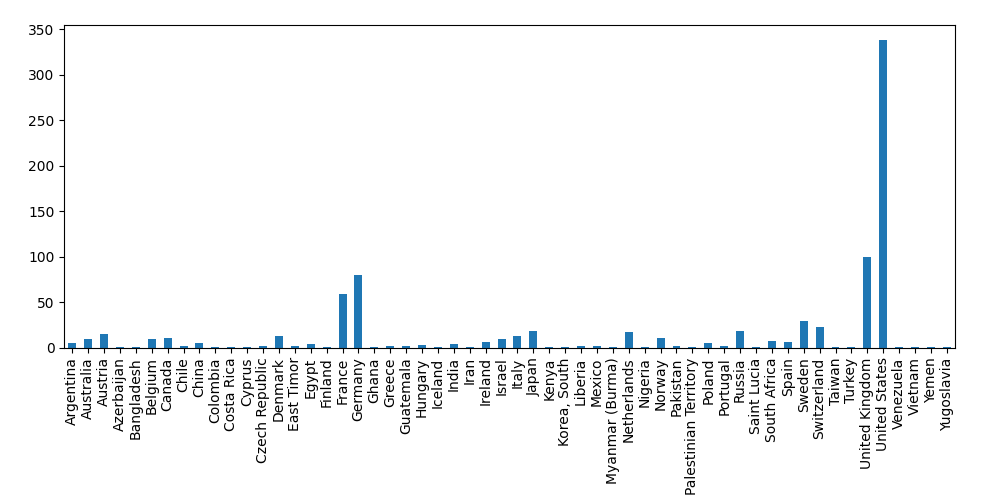 350
300
250
200
150
100
50
0
Argentina
Australia
Austria
Azerbaijan
Bangladesh
Belgium
Canada
Chile
China
Colombia
Costa Rica
Cyprus
Czech Republic
Denmark
East Timor
Egypt
Finland
France
Germany
Ghana
Greece
Guatemala
Hungary
Iceland
India
Iran
Ireland
Israel
Italy
Japan
Kenya
Korea, South
Liberia
Mexico
Myanmar (Burma)
Netherlands
Nigeria
Norway
Pakistan
Palestinian Territory
Poland
Portugal
Russia
Saint Lucia
South Africa
Spain
Sweden
Switzerland
Taiwan
Turkey
United Kingdom
United States
Venezuela
Vietnam
Yemen
Yugoslavia